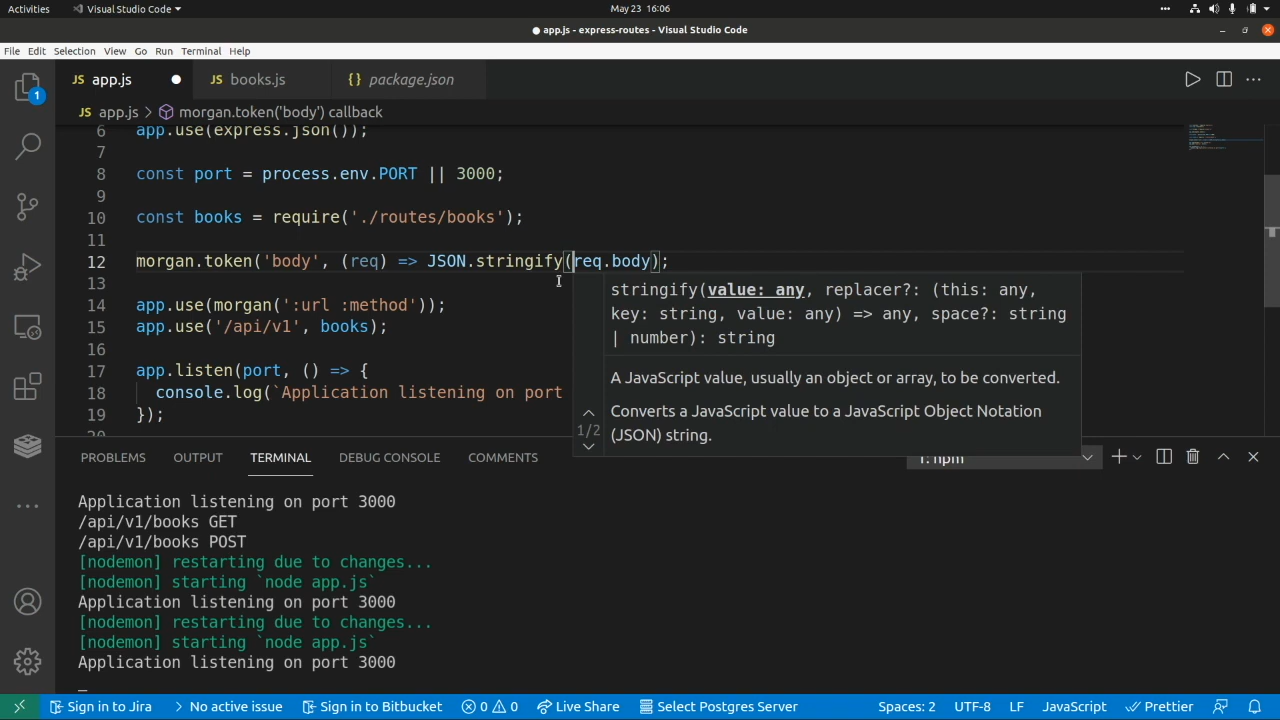 Activities Visual Studio Code May 23 16:06
app.js - express-routes - Visual Studio Code
File Edit Selection View Go Run Terminal Help
JS app.js JS books.js {} package.json
JS app.js > morgan.token('body') callback
6 app.use(express.json());
7
8 const port = process.env.PORT || 3000;
9
10 const books = require('./routes/books');
11
12 morgan.token('body', (req) => JSON.stringify(req.body);
13
14 app.use(morgan(':url :method'));
15 app.use('/api/v1', books);
16
17 app.listen(port, () => {
18 console.log(`Application listening on port
19 });
20
stringify(value: any, replacer?: (this: any,
key: string, value: any) => any, space?: string
| number): string
A JavaScript value, usually an object or array, to be converted.
Converts a JavaScript value to a JavaScript Object Notation
(JSON) string.
1/2
1
PROBLEMS OUTPUT TERMINAL DEBUG CONSOLE COMMENTS 1: npm
Application listening on port 3000
/api/v1/books GET
/api/v1/books POST
[nodemon] restarting due to changes...
[nodemon] starting `node app.js`
Application listening on port 3000
[nodemon] restarting due to changes...
[nodemon] starting `node app.js`
Application listening on port 3000
Sign in to Jira No active issue Sign in to Bitbucket 0 0 Live Share Select Postgres Server Spaces: 2 UTF-8 LF JavaScript Prettier